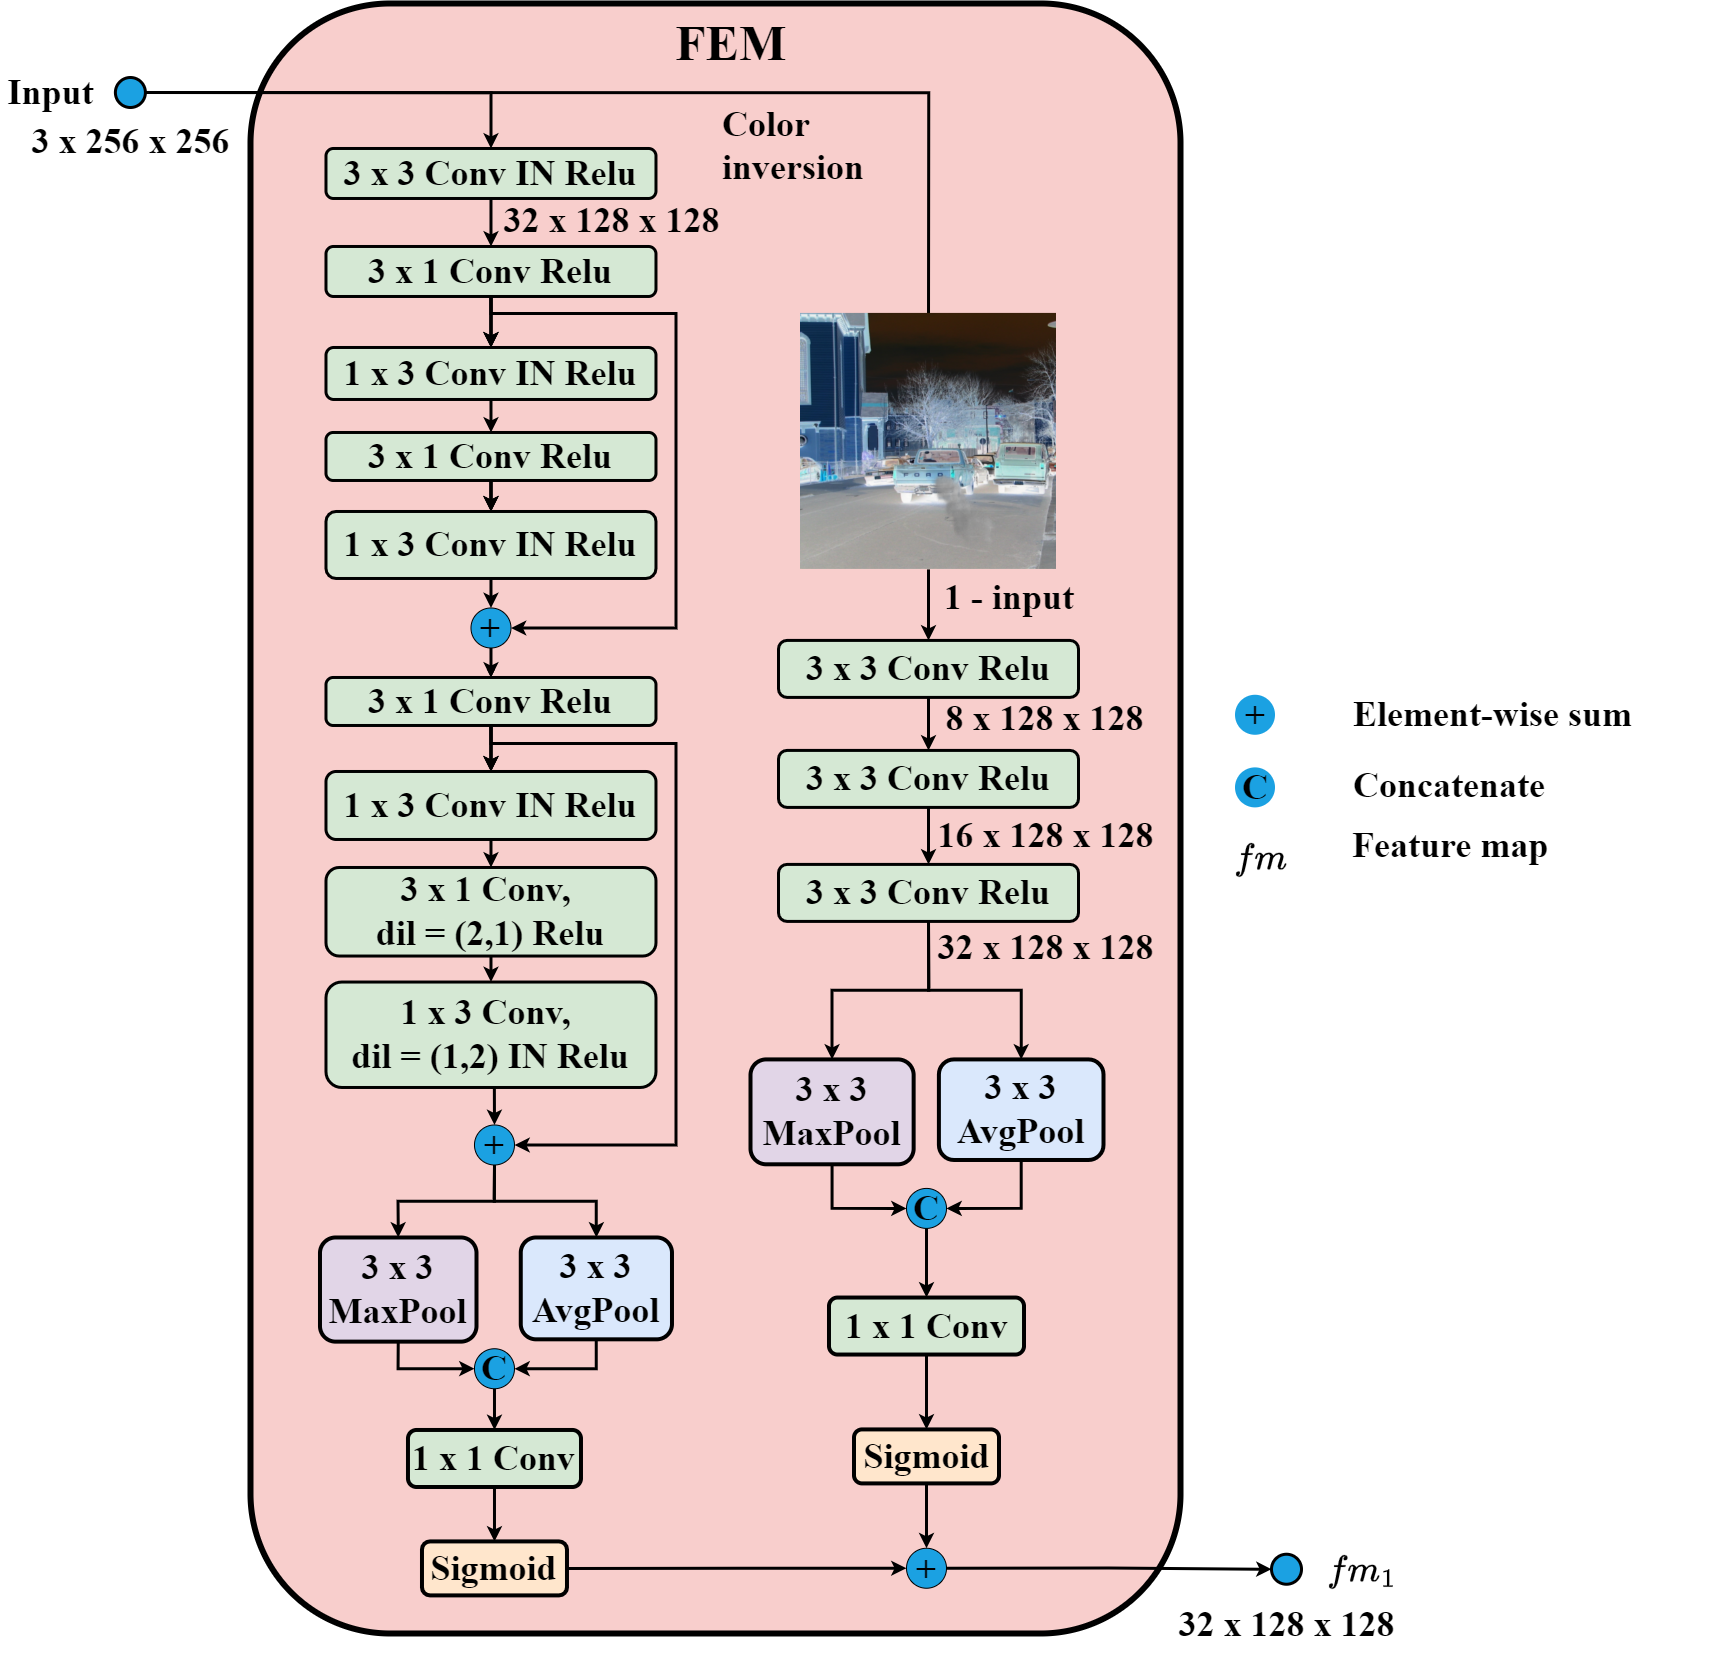 FEM
Input
3 x 256 x 256
Color
inversion
3 x 3 Conv IN Relu
32 x 128 x 128
3 x 1 Conv Relu
1 x 3 Conv IN Relu
3 x 1 Conv Relu
1 x 3 Conv IN Relu
+
3 x 1 Conv Relu
1 x 3 Conv IN Relu
3 x 1 Conv,
dil = (2,1) Relu
1 x 3 Conv,
dil = (1,2) IN Relu
+
3 x 3
MaxPool
3 x 3
AvgPool
C
1 x 1 Conv
Sigmoid
FORD
1 - input
3 x 3 Conv Relu
8 x 128 x 128
3 x 3 Conv Relu
16 x 128 x 128
3 x 3 Conv Relu
32 x 128 x 128
3 x 3
MaxPool
3 x 3
AvgPool
C
1 x 1 Conv
Sigmoid
+
fm₁
32 x 128 x 128
+ Element-wise sum
C Concatenate
fm Feature map